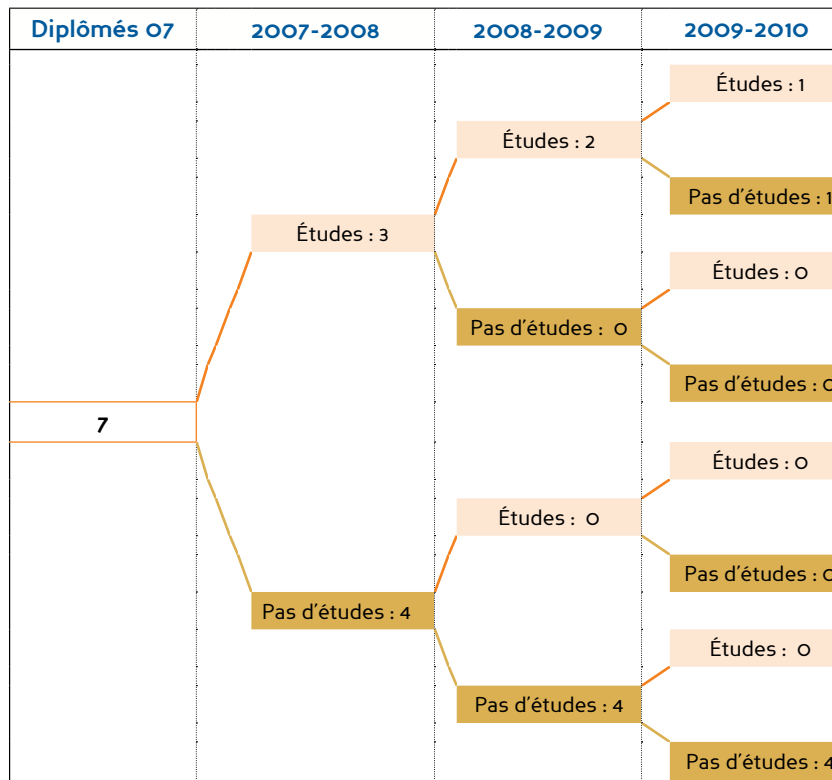 Diplômés 07 2007-2008 2008-2009 2009-2010
Études : 1
Études : 2
Pas d'études : 1
Études : 3
Études : 0
Pas d'études : 0
Pas d'études : 0
7
Études : 0
Études : 0
Pas d'études : 0
Pas d'études : 4
Études : 0
Pas d'études : 4
Pas d'études : 4